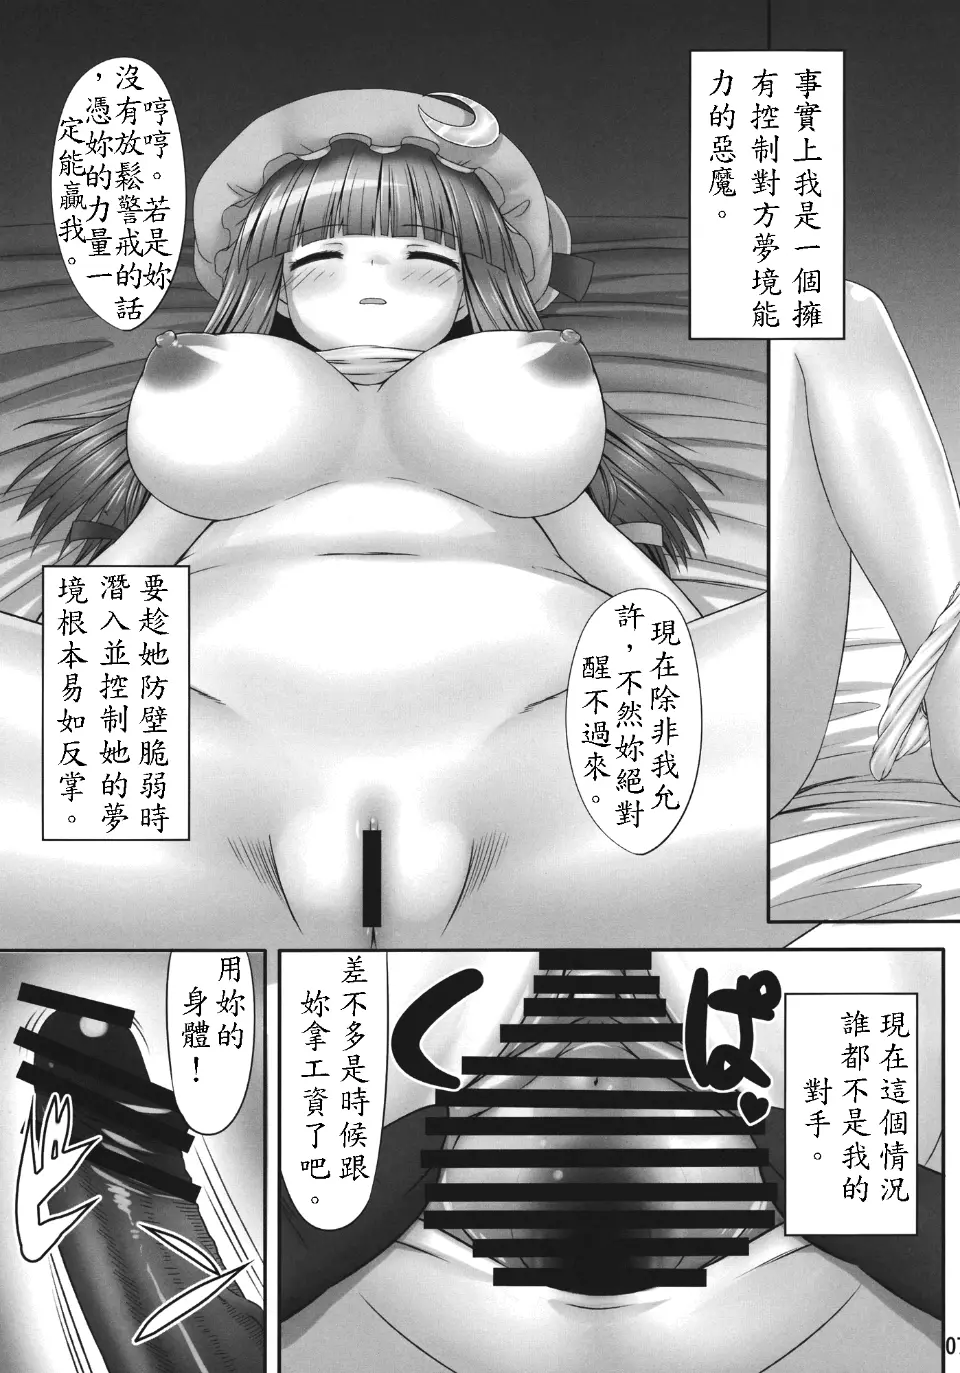 事實上我是一個擁
有控制對方夢境能
力的惡魔。
哼哼。若是妳
沒有放鬆警戒的話
，憑妳的力量一
定能贏我。
現在除非我允
許，不然妳絕對
醒不過來。
要趁她防壁脆弱時
潛入並控制她的夢
境根本易如反掌。
現在這個情況
誰都不是我的
對手。
くぱぁ
差不多是時候跟
妳拿工資了吧。
用妳的
身體！
07